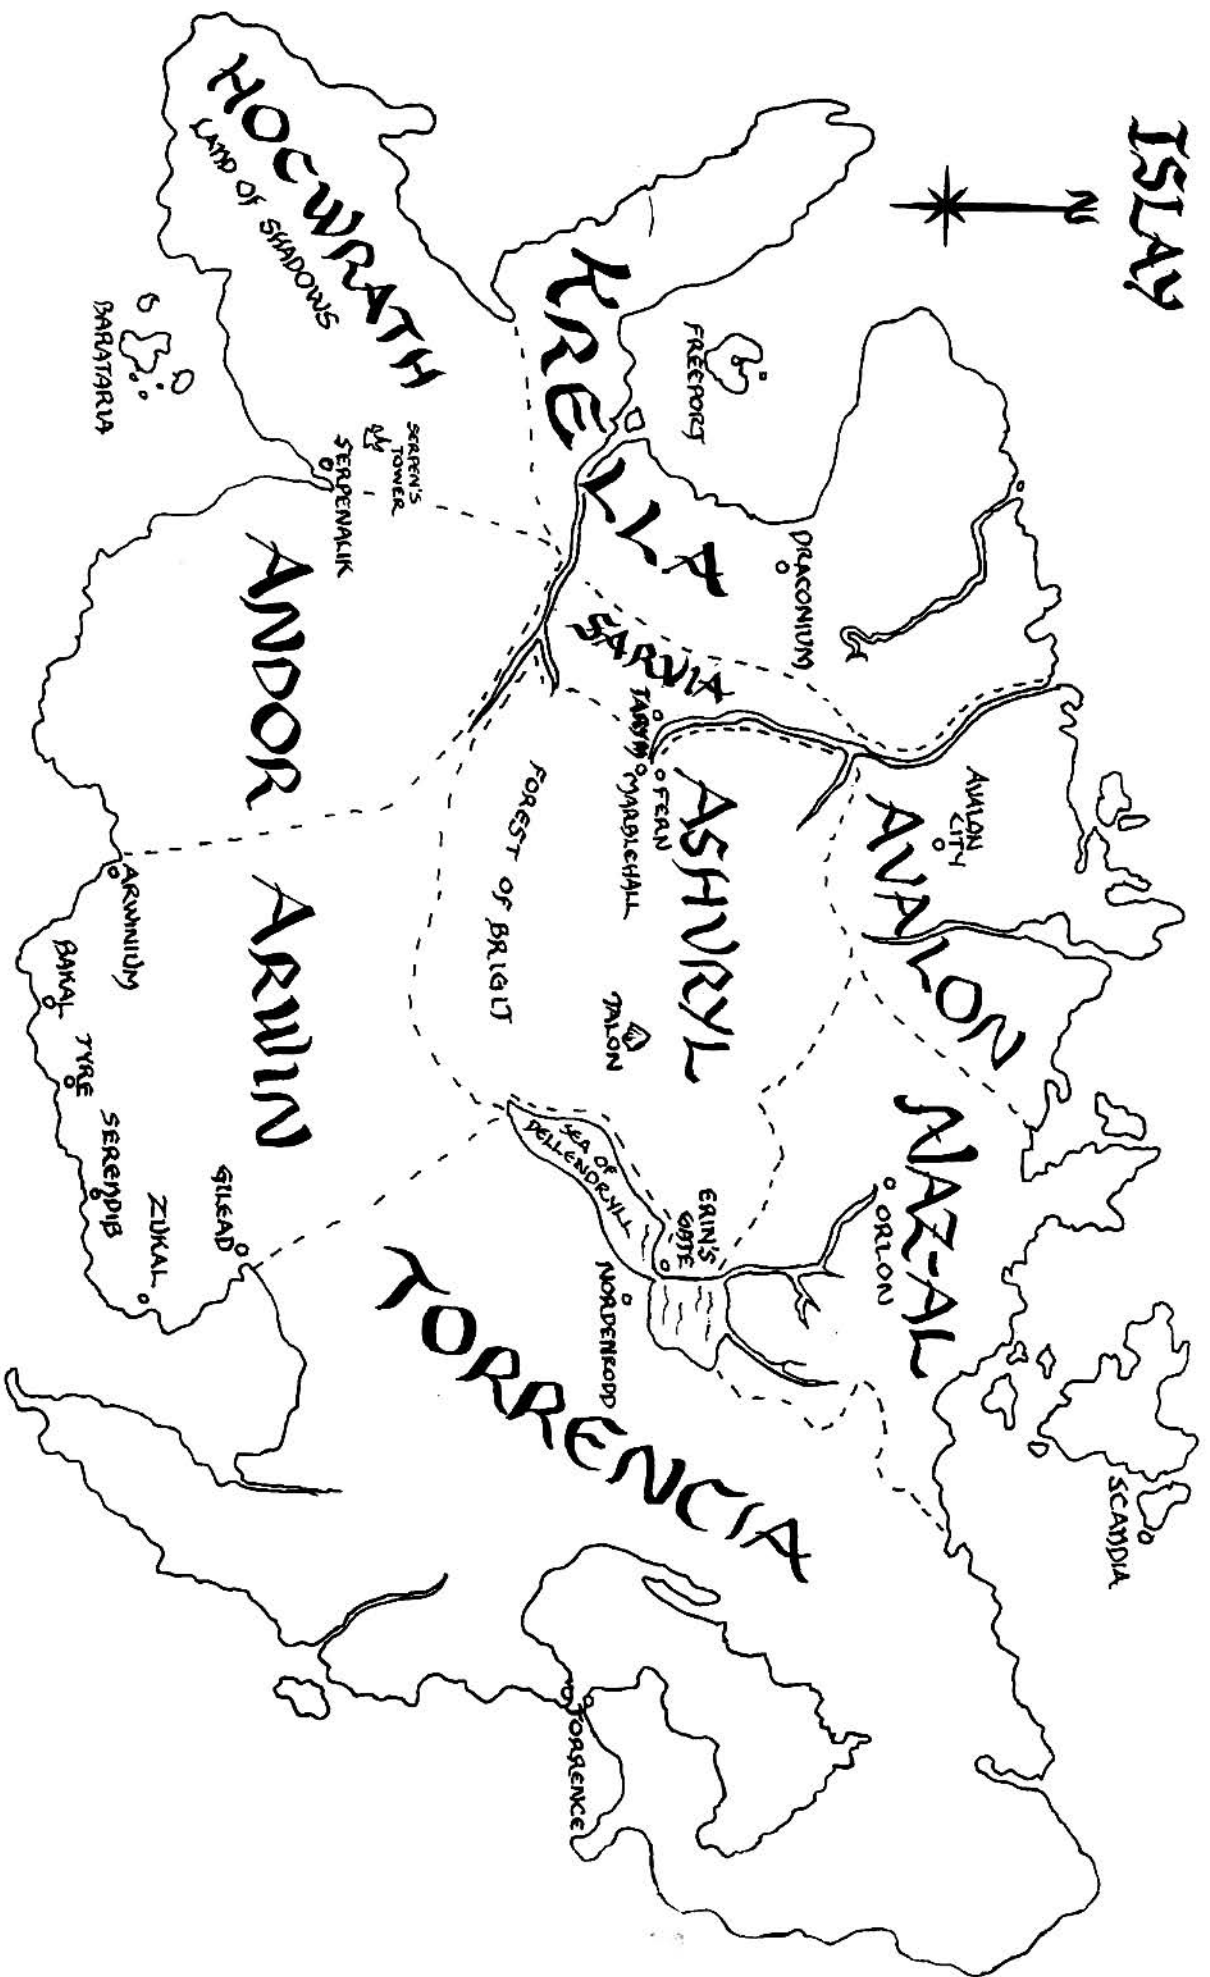 ISLAY
N
HOCWRATH
LAND OF SHADOWS
BARATARIA
KRELLA
FREEPORT
DRACONIUM
SERPEN'S
TOWER
SERPENALIK
SARVIA
TARYM
FERN
MARBLEHALL
ASHURYL
TALON
FOREST OF BRIGIT
AVALON
CITY
AVALON
NAZ-AL
ORLON
ERIN'S
GATE
SEA OF
DELLENDRYLL
NORDENRODD
SCANDIA
ANDOR
ARWIN
ARWINIUM
BAKAL
TYRE
SERENDIB
ZUKAL
GILEAD
TORRENCIA
TORRENCE